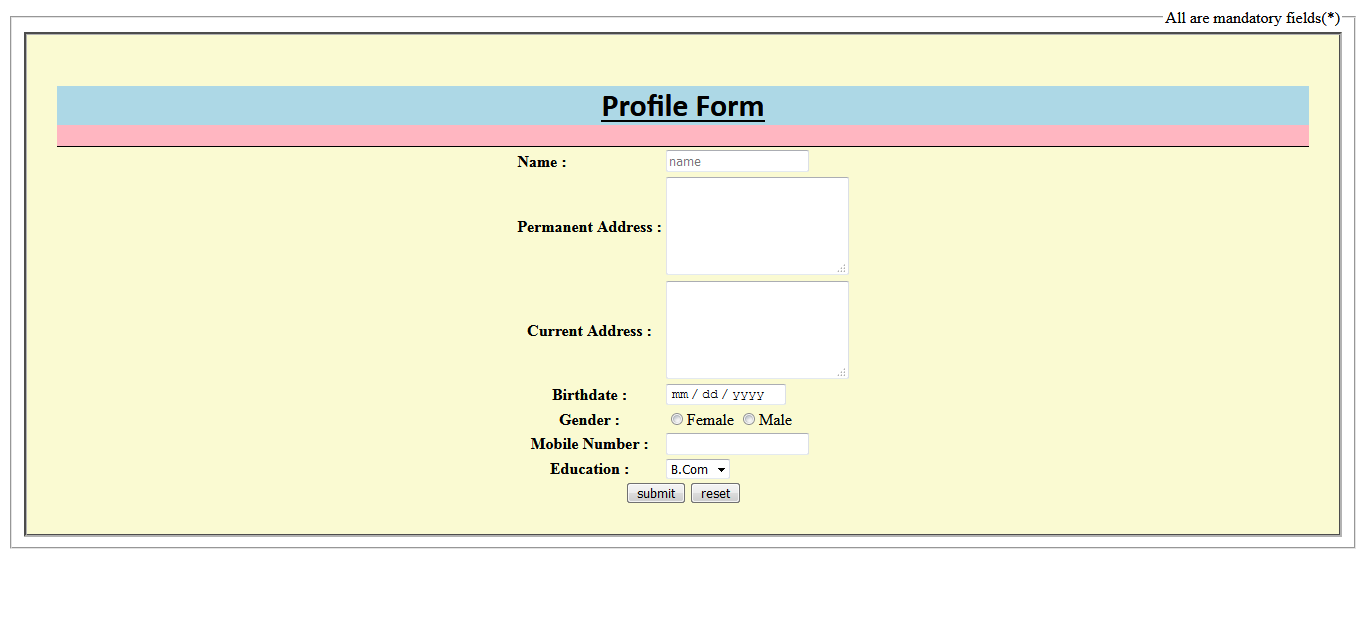 All are mandatory fields(*)
Profile Form
Name : name
Permanent Address :
Current Address :
Birthdate : mm / dd / yyyy
Gender : Female Male
Mobile Number :
Education : B.Com
submit reset